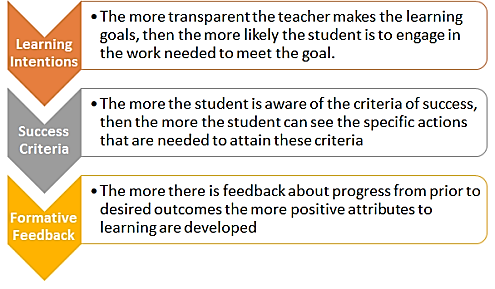 Learning
Intentions
• The more transparent the teacher makes the learning
goals, then the more likely the student is to engage in
the work needed to meet the goal.
Success
Criteria
• The more the student is aware of the criteria of success,
then the more the student can see the specific actions
that are needed to attain these criteria
Formative
Feedback
• The more there is feedback about progress from prior to
desired outcomes the more positive attributes to
learning are developed